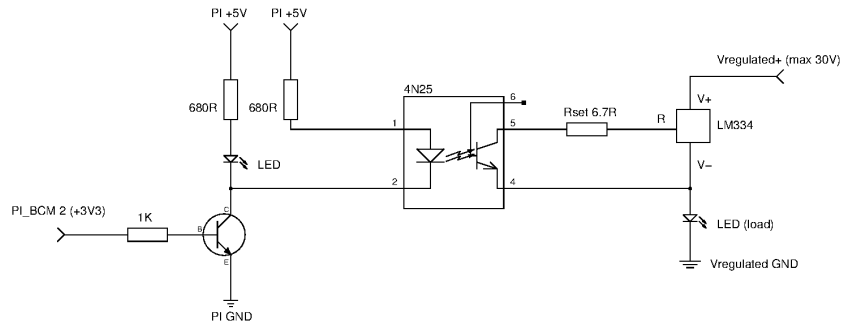 PI +5V
PI +5V
4N25
Vregulated+ (max 30V)
680R
680R
6
V+
1
5
Rset 6.7R
R
LM334
LED
V-
2
4
PI_BCM 2 (+3V3)
1K
C
B
E
LED (load)
Vregulated GND
PI GND